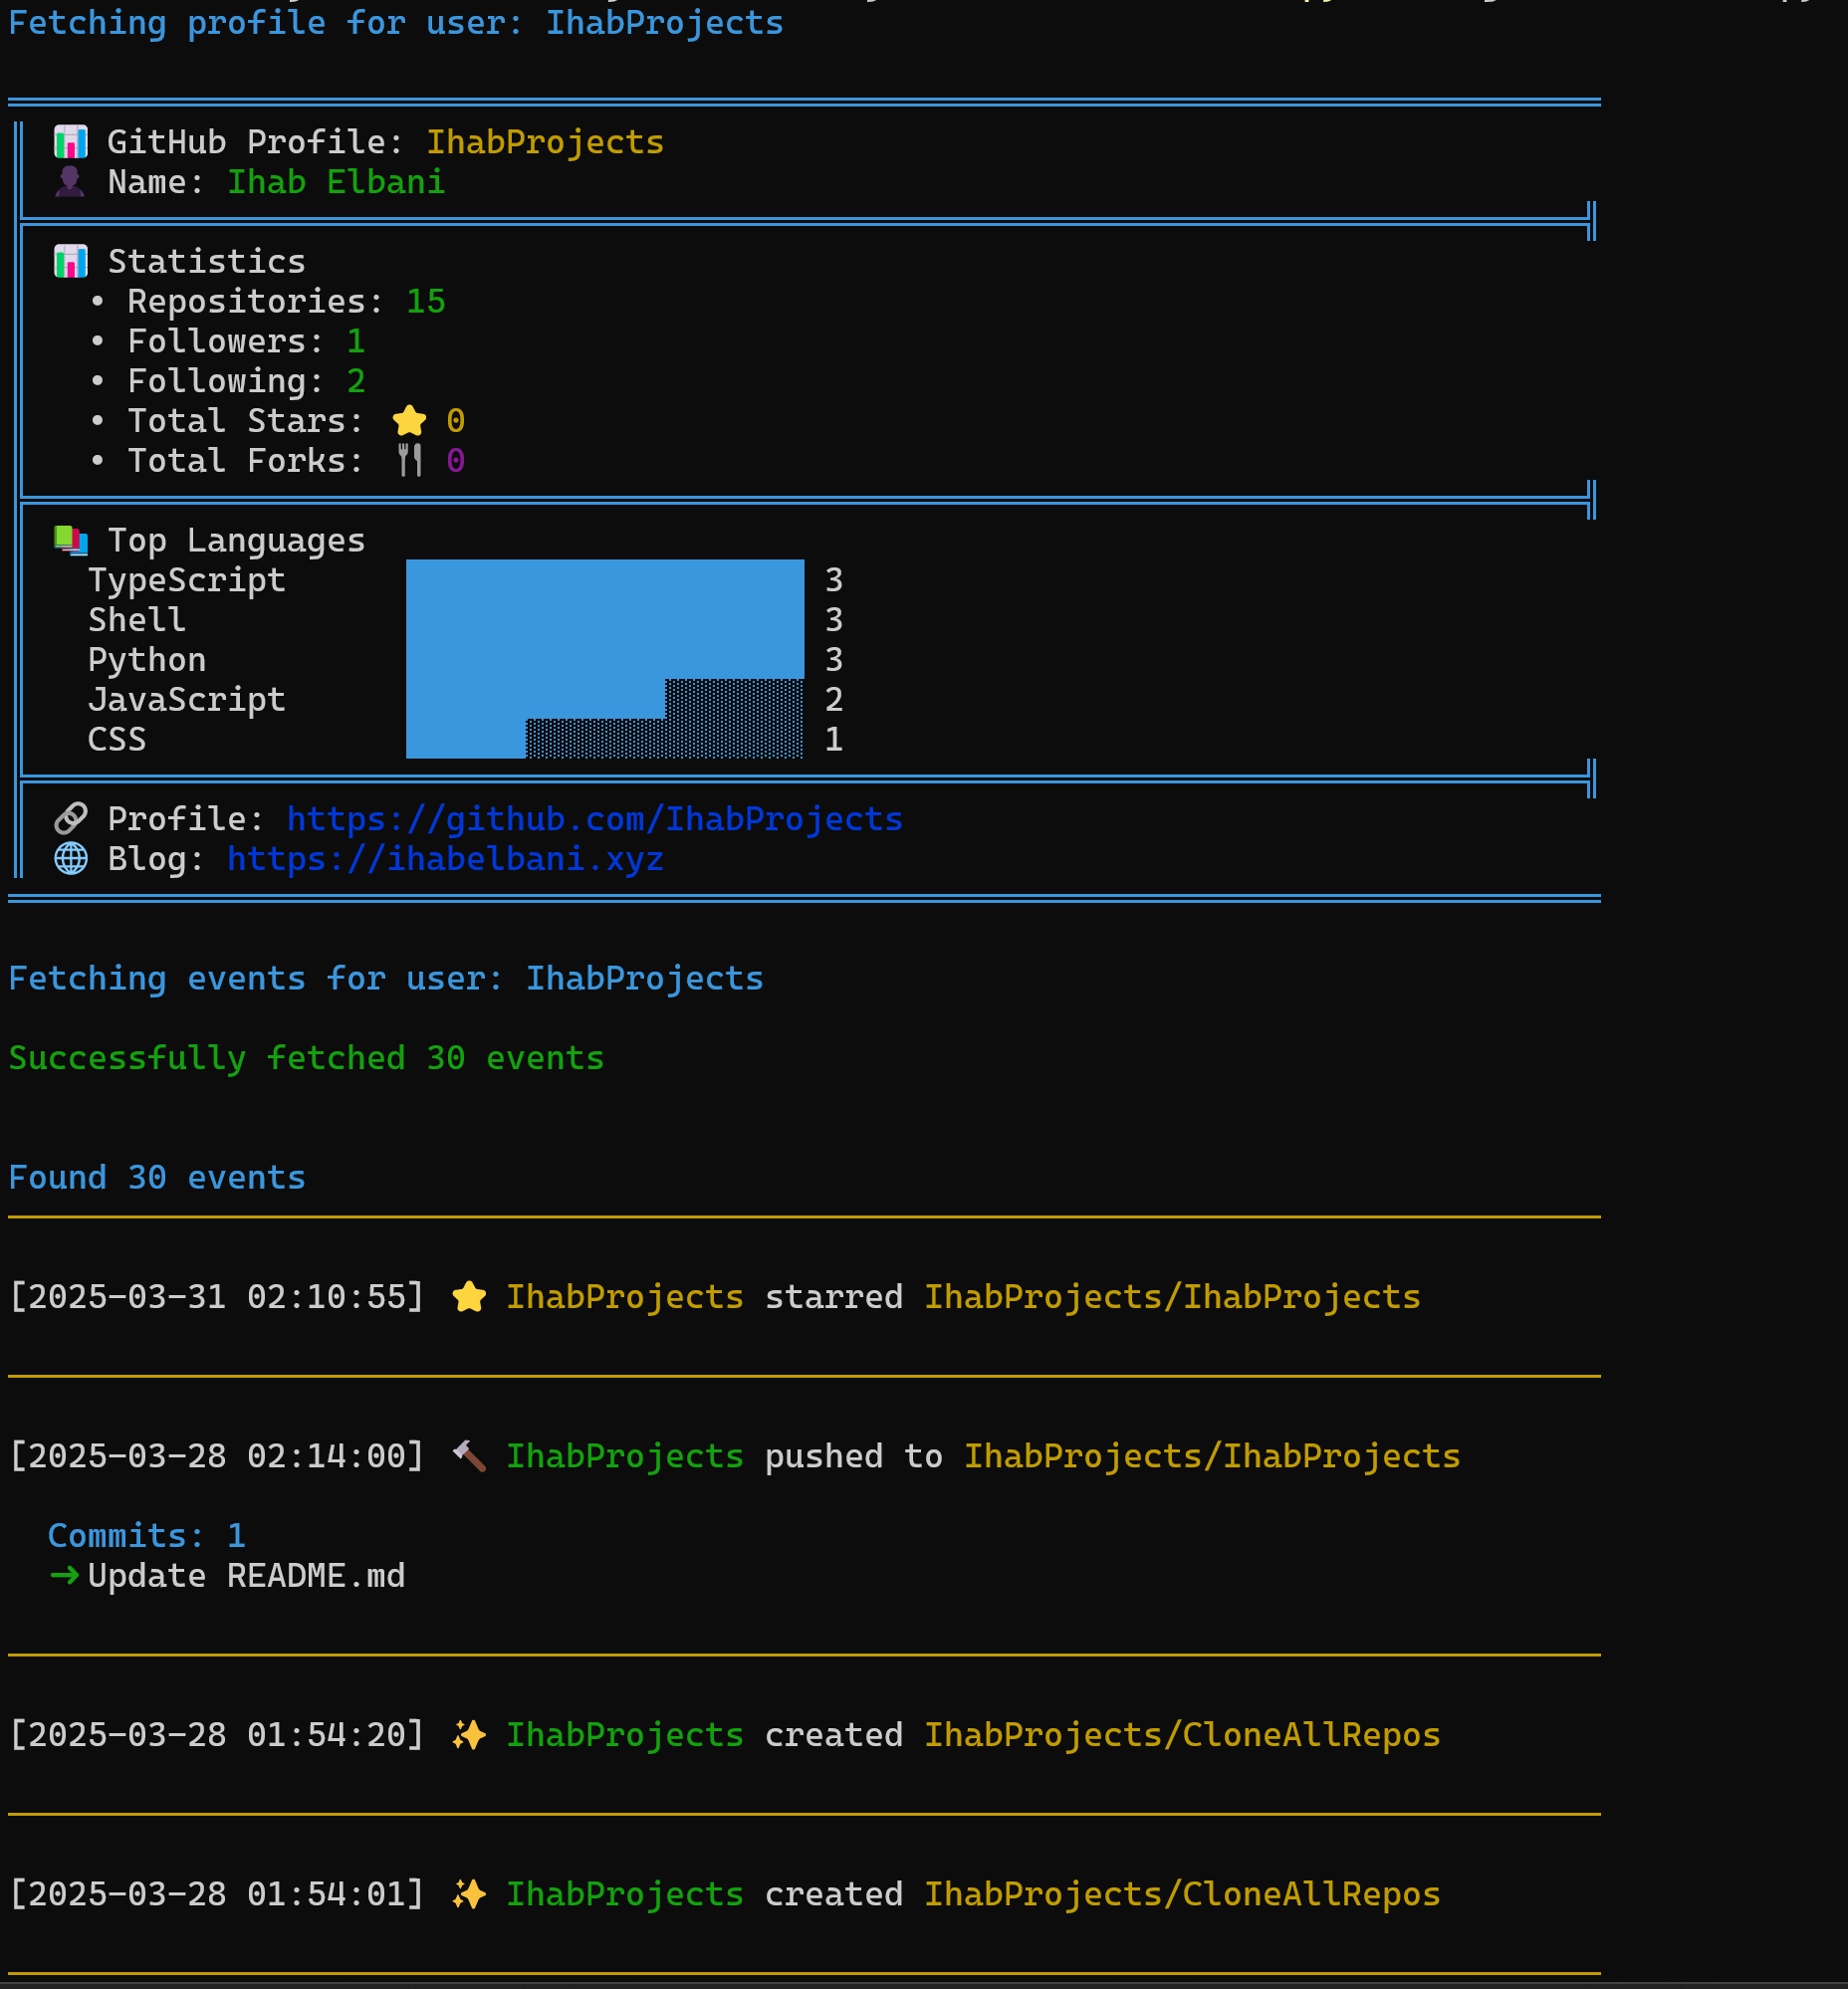 Fetching profile for user: IhabProjects
GitHub Profile: IhabProjects
Name: Ihab Elbani
Statistics
• Repositories: 15
• Followers: 1
• Following: 2
• Total Stars: ⭐ 0
• Total Forks: 🍴 0
Top Languages
TypeScript 3
Shell 3
Python 3
JavaScript 2
CSS 1
Profile: https://github.com/IhabProjects
Blog: https://ihabelbani.xyz
Fetching events for user: IhabProjects
Successfully fetched 30 events
Found 30 events
[2025-03-31 02:10:55] ⭐ IhabProjects starred IhabProjects/IhabProjects
[2025-03-28 02:14:00] 🔨 IhabProjects pushed to IhabProjects/IhabProjects
Commits: 1
➜ Update README.md
[2025-03-28 01:54:20] ✨ IhabProjects created IhabProjects/CloneAllRepos
[2025-03-28 01:54:01] ✨ IhabProjects created IhabProjects/CloneAllRepos